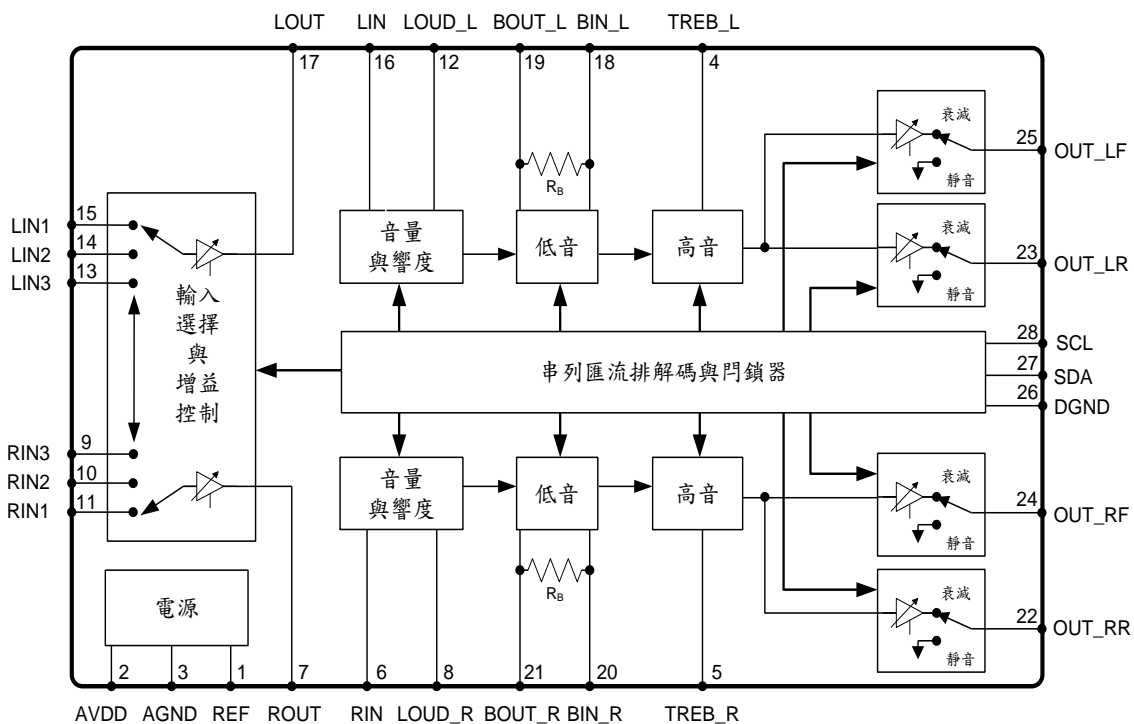 LOUT LIN LOUD_L BOUT_L BIN_L TREB_L
17 16 12 19 18 4
衰減
25 OUT_LF
靜音
R_B
LIN1 15
LIN2 14
LIN3 13
音量
與響度
低音
高音
衰減
23 OUT_LR
靜音
輸入
選擇
與
增益
控制
串列匯流排解碼與閂鎖器
28 SCL
27 SDA
26 DGND
RIN3 9
RIN2 10
RIN1 11
音量
與響度
低音
高音
衰減
24 OUT_RF
靜音
R_B
電源
衰減
22 OUT_RR
靜音
2 3 1 7 6 8 21 20 5
AVDD AGND REF ROUT RIN LOUD_R BOUT_R BIN_R TREB_R